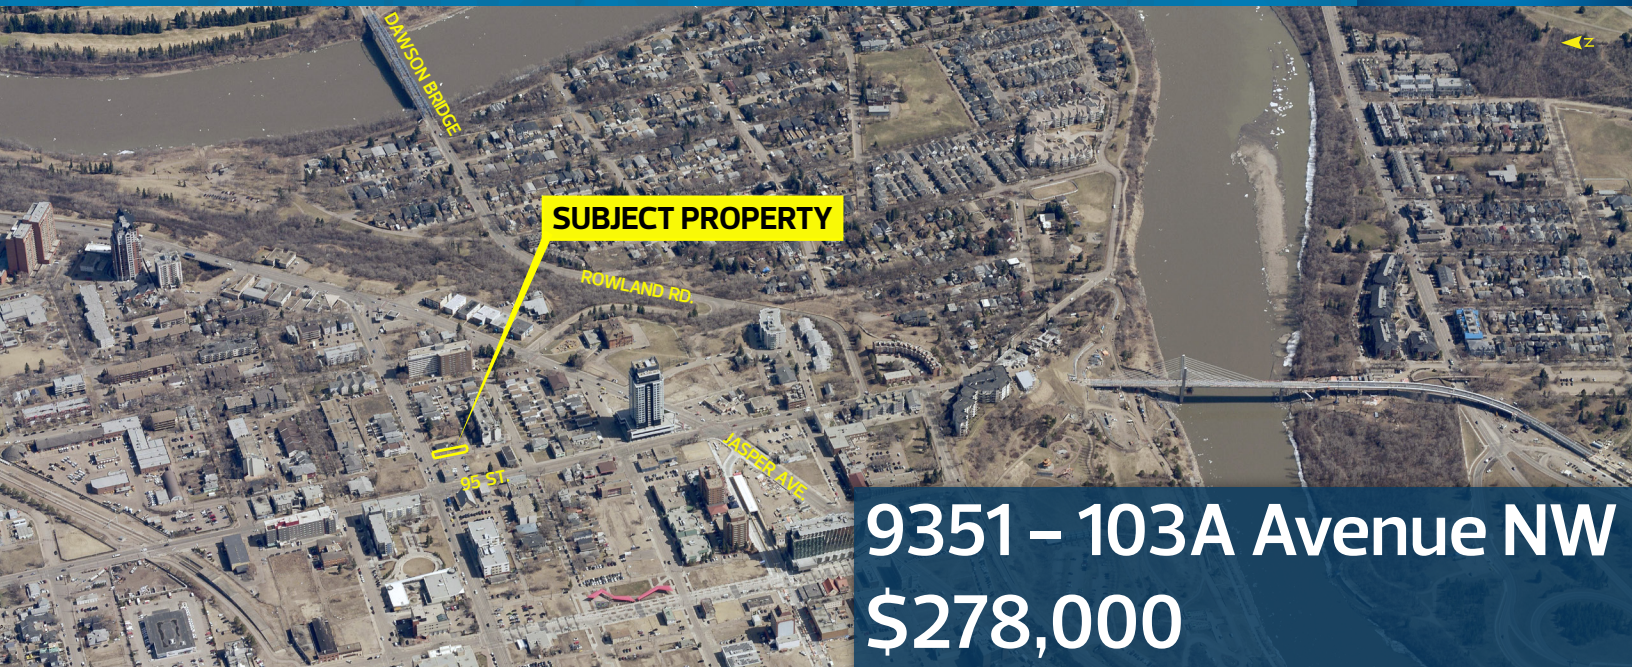 DAWSON BRIDGE
Z
SUBJECT PROPERTY
ROWLAND RD.
JASPER AVE.
95 ST.
9351 – 103A Avenue NW
$278,000